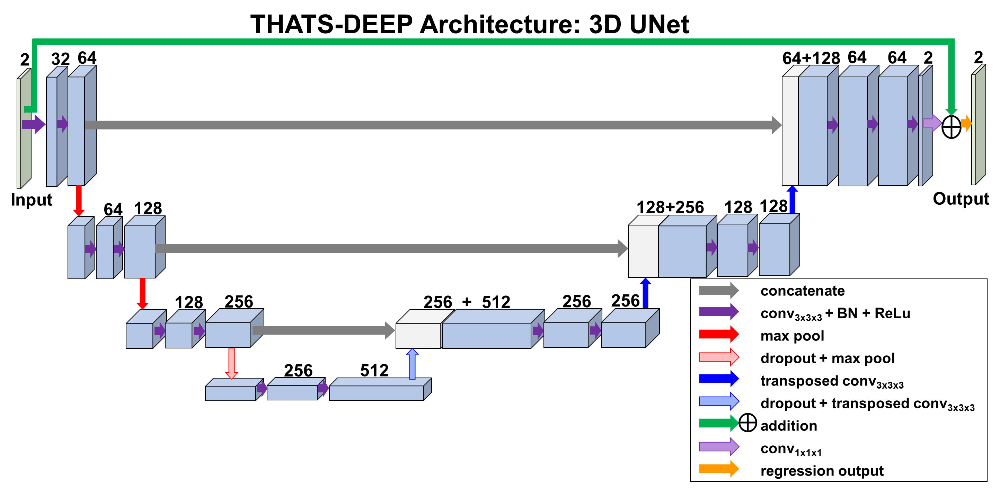 THATS-DEEP Architecture: 3D UNet
2
32
64
64+128
64
64
2
2
Input
Output
64
128
128+256
128
128
128
256
256 + 512
256
256
256
512
concatenate
conv3x3x3 + BN + ReLu
max pool
dropout + max pool
transposed conv3x3x3
dropout + transposed conv3x3x3
addition
conv1x1x1
regression output